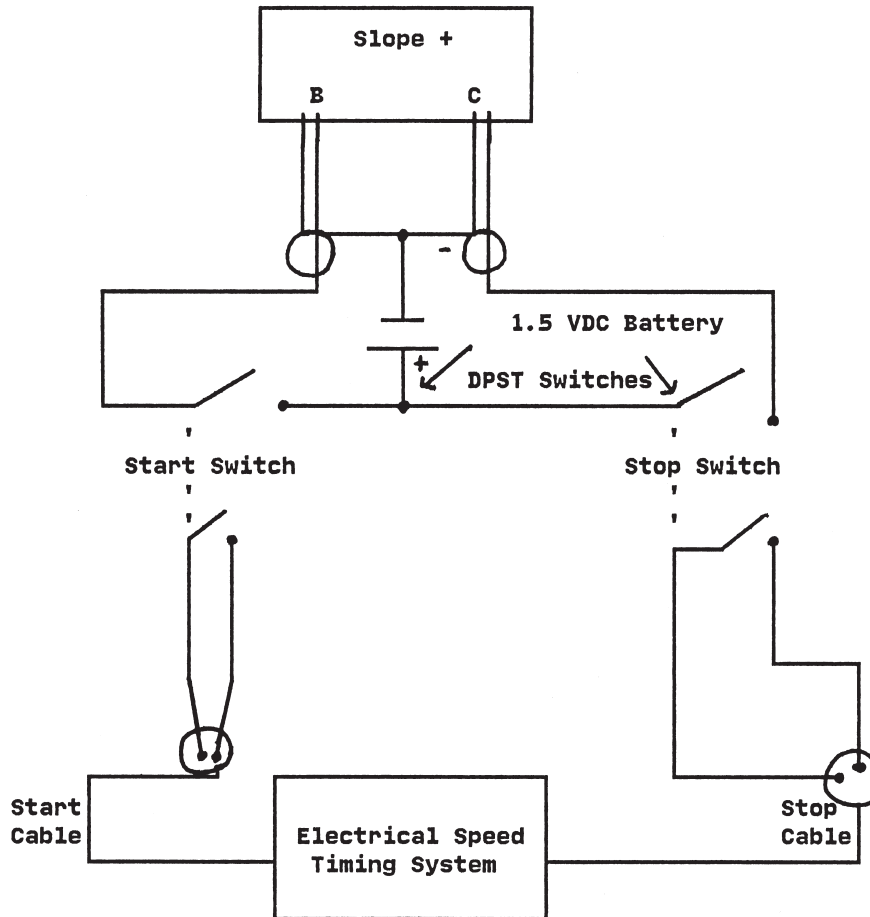 Slope +
B
C
-
1.5 VDC Battery
+
DPST Switches
Start Switch
Stop Switch
Start
Cable
Electrical Speed
Timing System
Stop
Cable